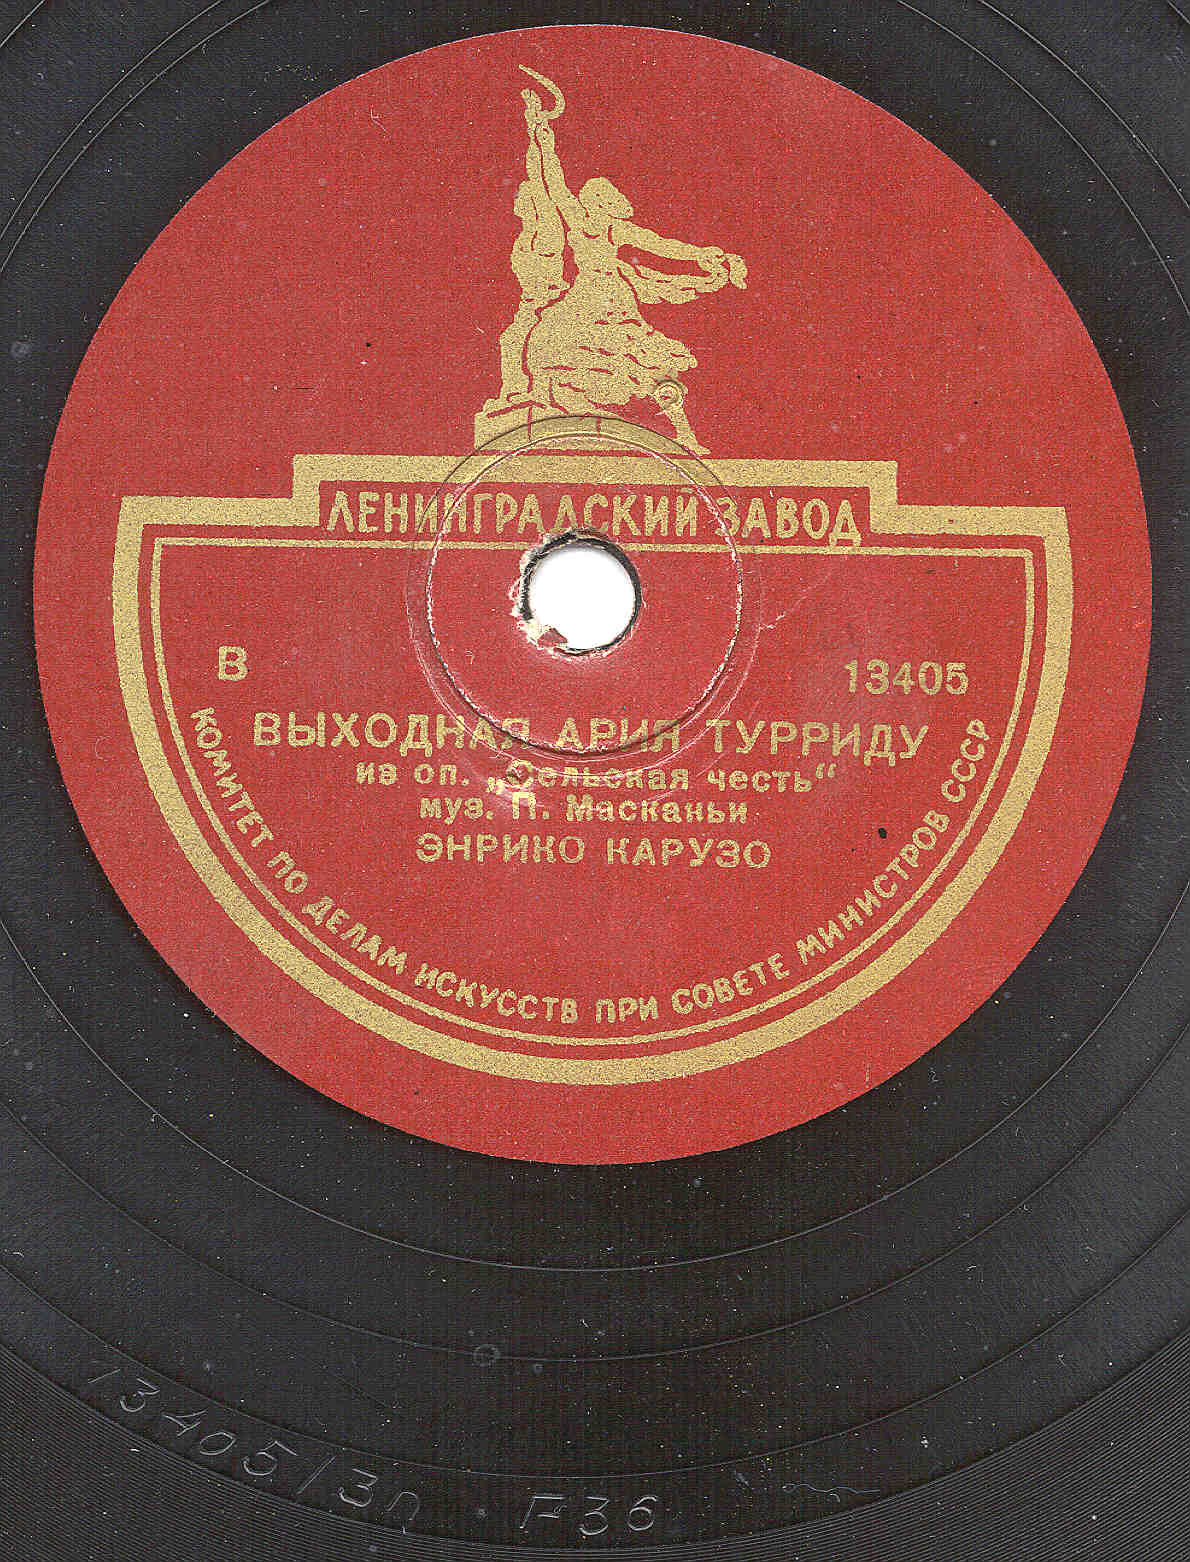 ЛЕНИНГРАДСКИЙ ЗАВОД
В 13405
ВЫХОДНАЯ АРИЯ ТУРРИДУ
из оп. „Сельская честь“
муз. П. Масканьи
ЭНРИКО КАРУЗО
КОМИТЕТ ПО ДЕЛАМ ИСКУССТВ ПРИ СОВЕТЕ МИНИСТРОВ СССР
13405/3п · F36